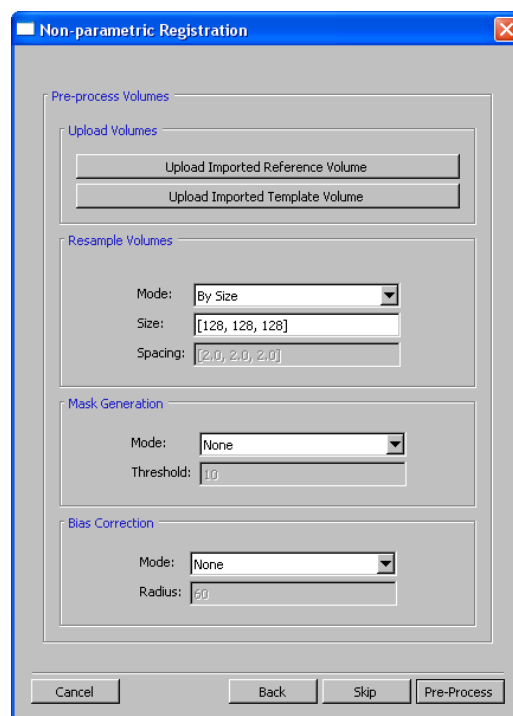 Non-parametric Registration
Pre-process Volumes
Upload Volumes
Upload Imported Reference Volume
Upload Imported Template Volume
Resample Volumes
Mode: By Size
Size: [128, 128, 128]
Spacing: [2.0, 2.0, 2.0]
Mask Generation
Mode: None
Threshold: 10
Bias Correction
Mode: None
Radius: 60
Cancel Back Skip Pre-Process